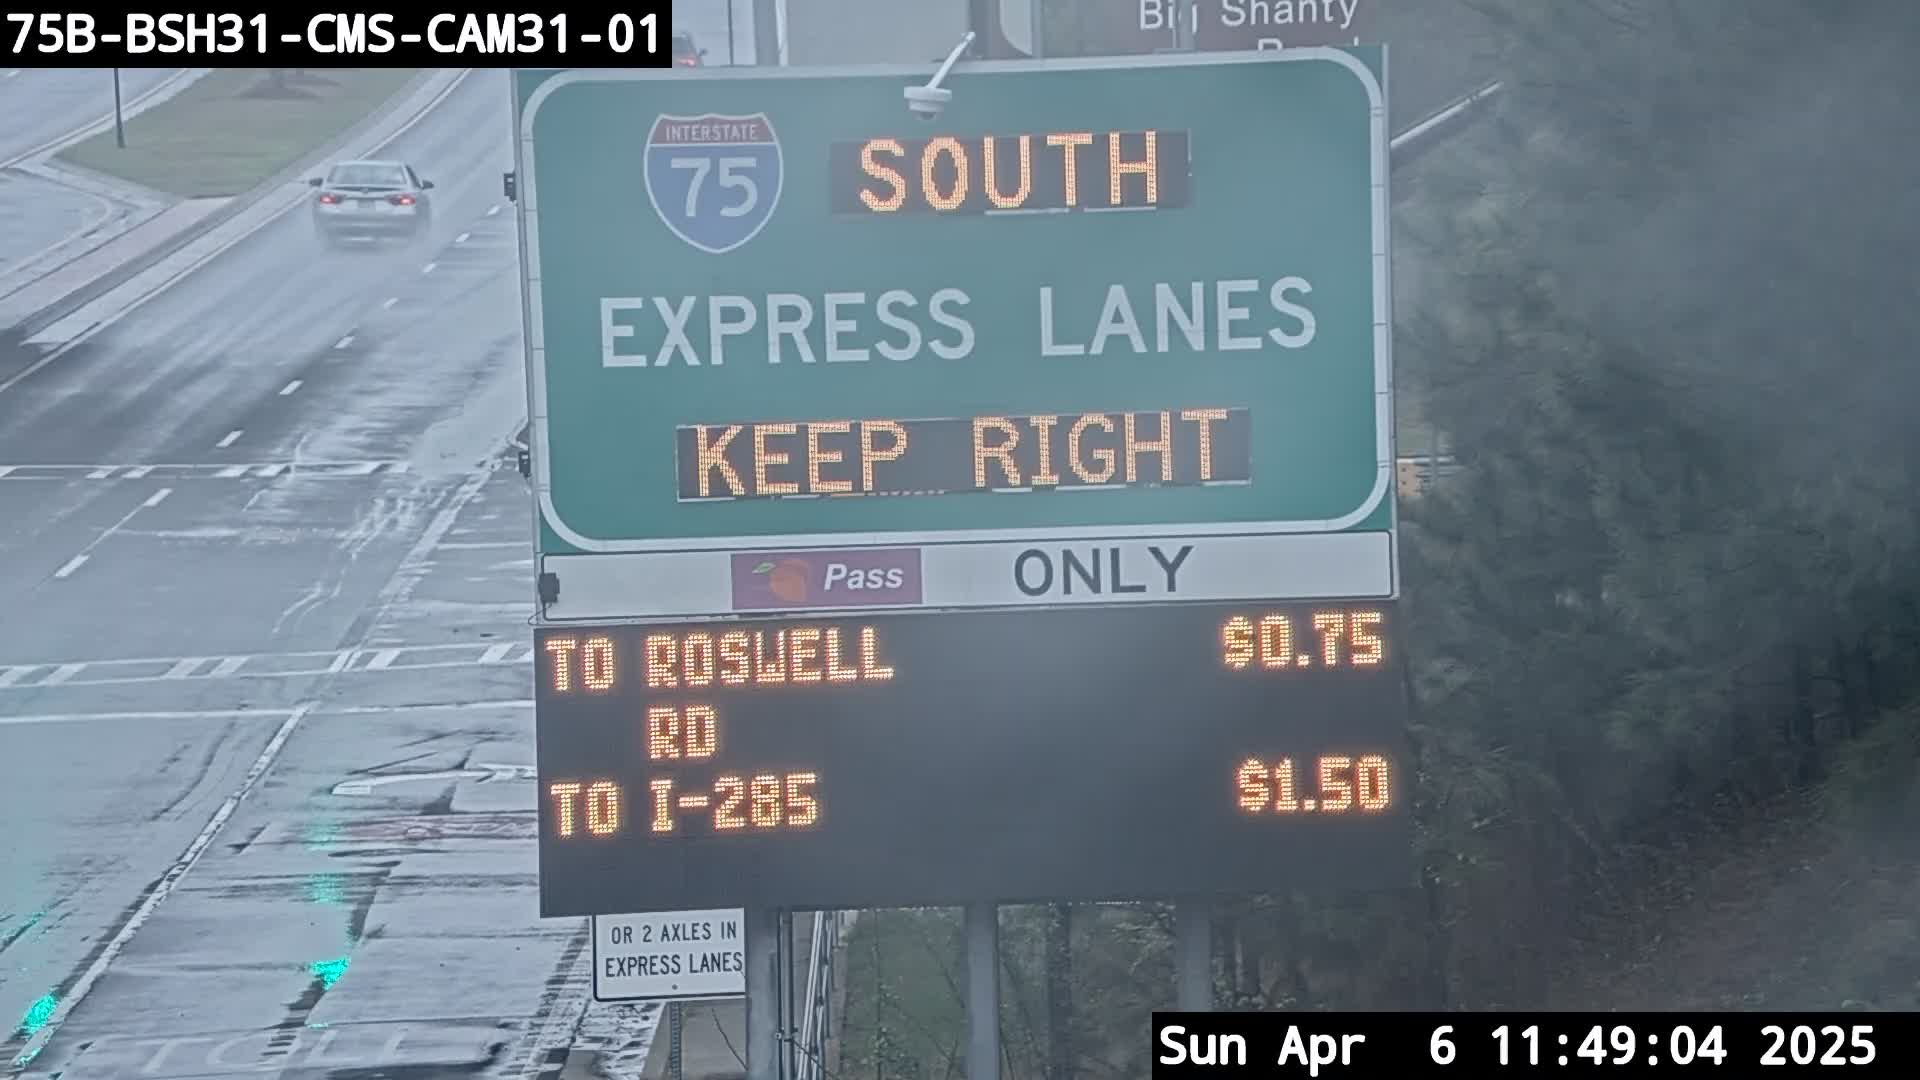 75B-BSH31-CMS-CAM31-01
Big Shanty
INTERSTATE
75
SOUTH
EXPRESS LANES
KEEP RIGHT
Pass ONLY
TO ROSWELL $0.75
RD
TO I-285 $1.50
OR 2 AXLES IN
EXPRESS LANES
TOLL
Sun Apr 6 11:49:04 2025